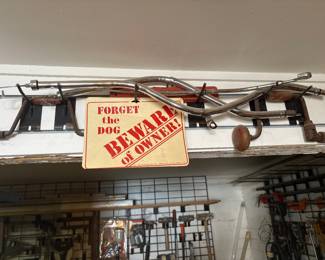 FORGET
the
DOG
BEWARE
of OWNER!